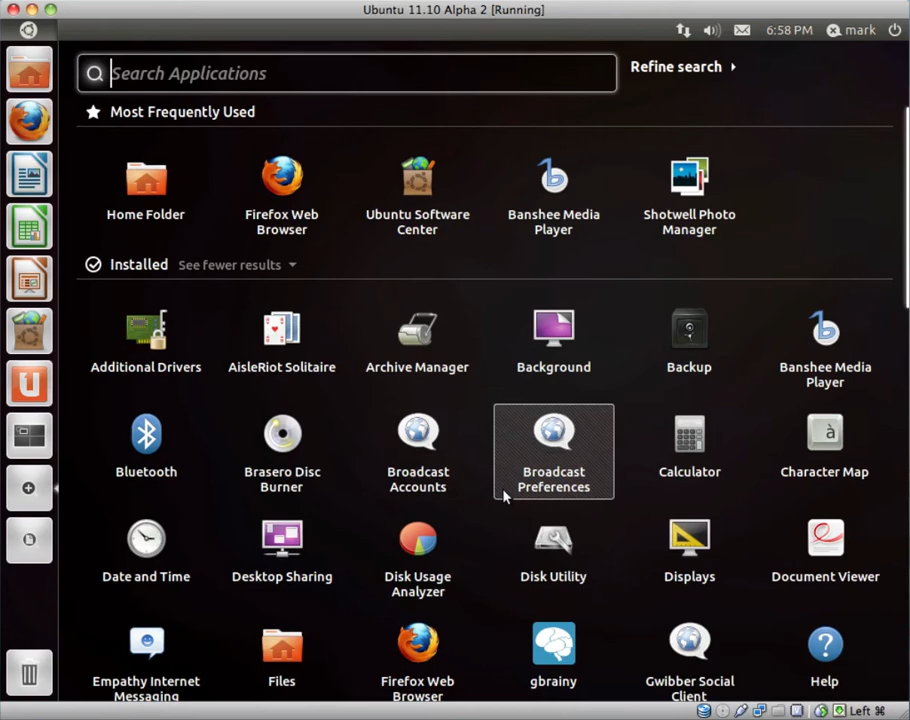 Ubuntu 11.10 Alpha 2 [Running]
6:58 PM
mark
Search Applications
Refine search
Most Frequently Used
Home Folder
Firefox Web
Browser
Ubuntu Software
Center
Banshee Media
Player
Shotwell Photo
Manager
Installed
See fewer results
Additional Drivers
AisleRiot Solitaire
Archive Manager
Background
Backup
Banshee Media
Player
Bluetooth
Brasero Disc
Burner
Broadcast
Accounts
Broadcast
Preferences
Calculator
à
Character Map
Date and Time
Desktop Sharing
Disk Usage
Analyzer
Disk Utility
Displays
Document Viewer
Empathy Internet
Messaging
Files
Firefox Web
Browser
gbrainy
Gwibber Social
Client
?
Help
Left ⌘